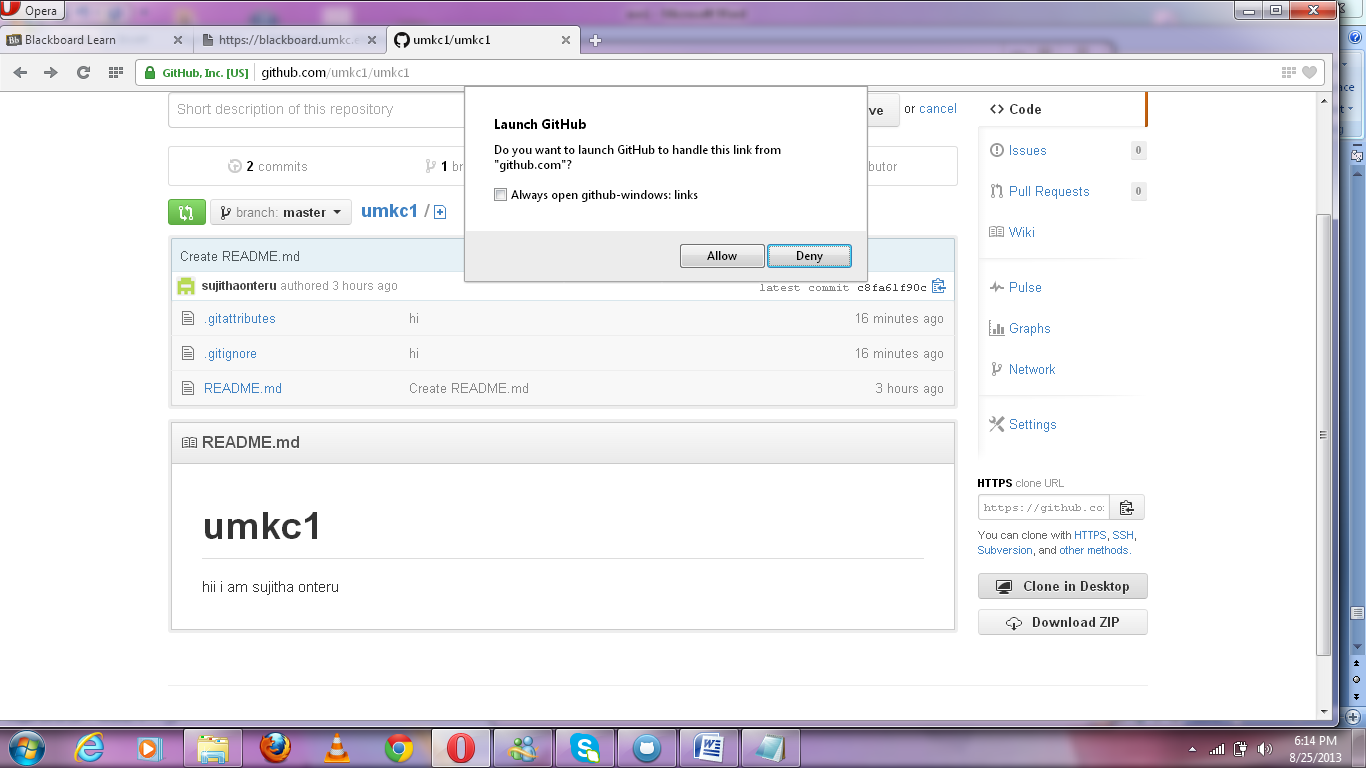 Opera
Blackboard Learn
https://blackboard.umkc.e
umkc1/umkc1
GitHub, Inc. [US]
github.com/umkc1/umkc1
Short description of this repository
ve
or cancel
Launch GitHub
Do you want to launch GitHub to handle this link from
"github.com"?
Always open github-windows: links
Allow
Deny
2 commits
1 br
butor
branch: master
umkc1 /
Create README.md
sujithaonteru authored 3 hours ago
latest commit c8fa61f90c
.gitattributes hi 16 minutes ago
.gitignore hi 16 minutes ago
README.md Create README.md 3 hours ago
README.md
umkc1
hii i am sujitha onteru
Code
Issues 0
Pull Requests 0
Wiki
Pulse
Graphs
Network
Settings
HTTPS clone URL
https://github.co
You can clone with HTTPS, SSH,
Subversion, and other methods.
Clone in Desktop
Download ZIP
6:14 PM
8/25/2013